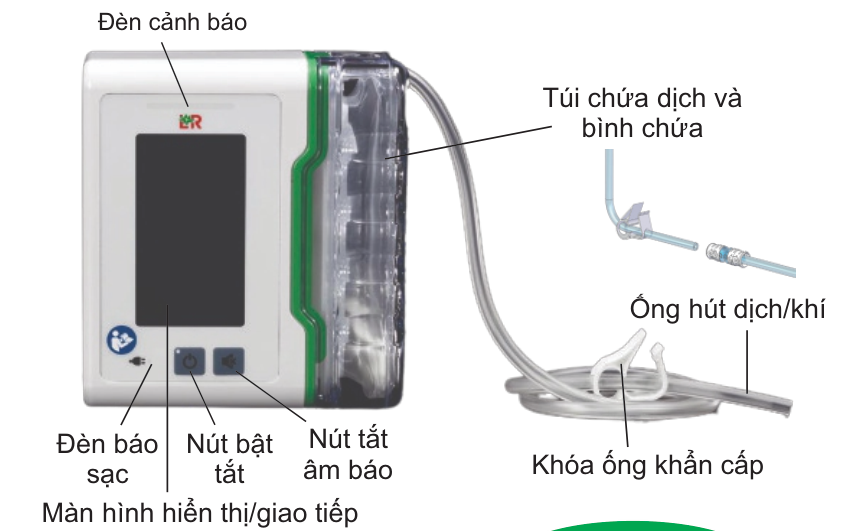 Đèn cảnh báo
L&R
Túi chứa dịch và
bình chứa
Ống hút dịch/khí
Đèn báo
sạc
Nút bật
tắt
Nút tắt
âm báo
Khóa ống khẩn cấp
Màn hình hiển thị/giao tiếp